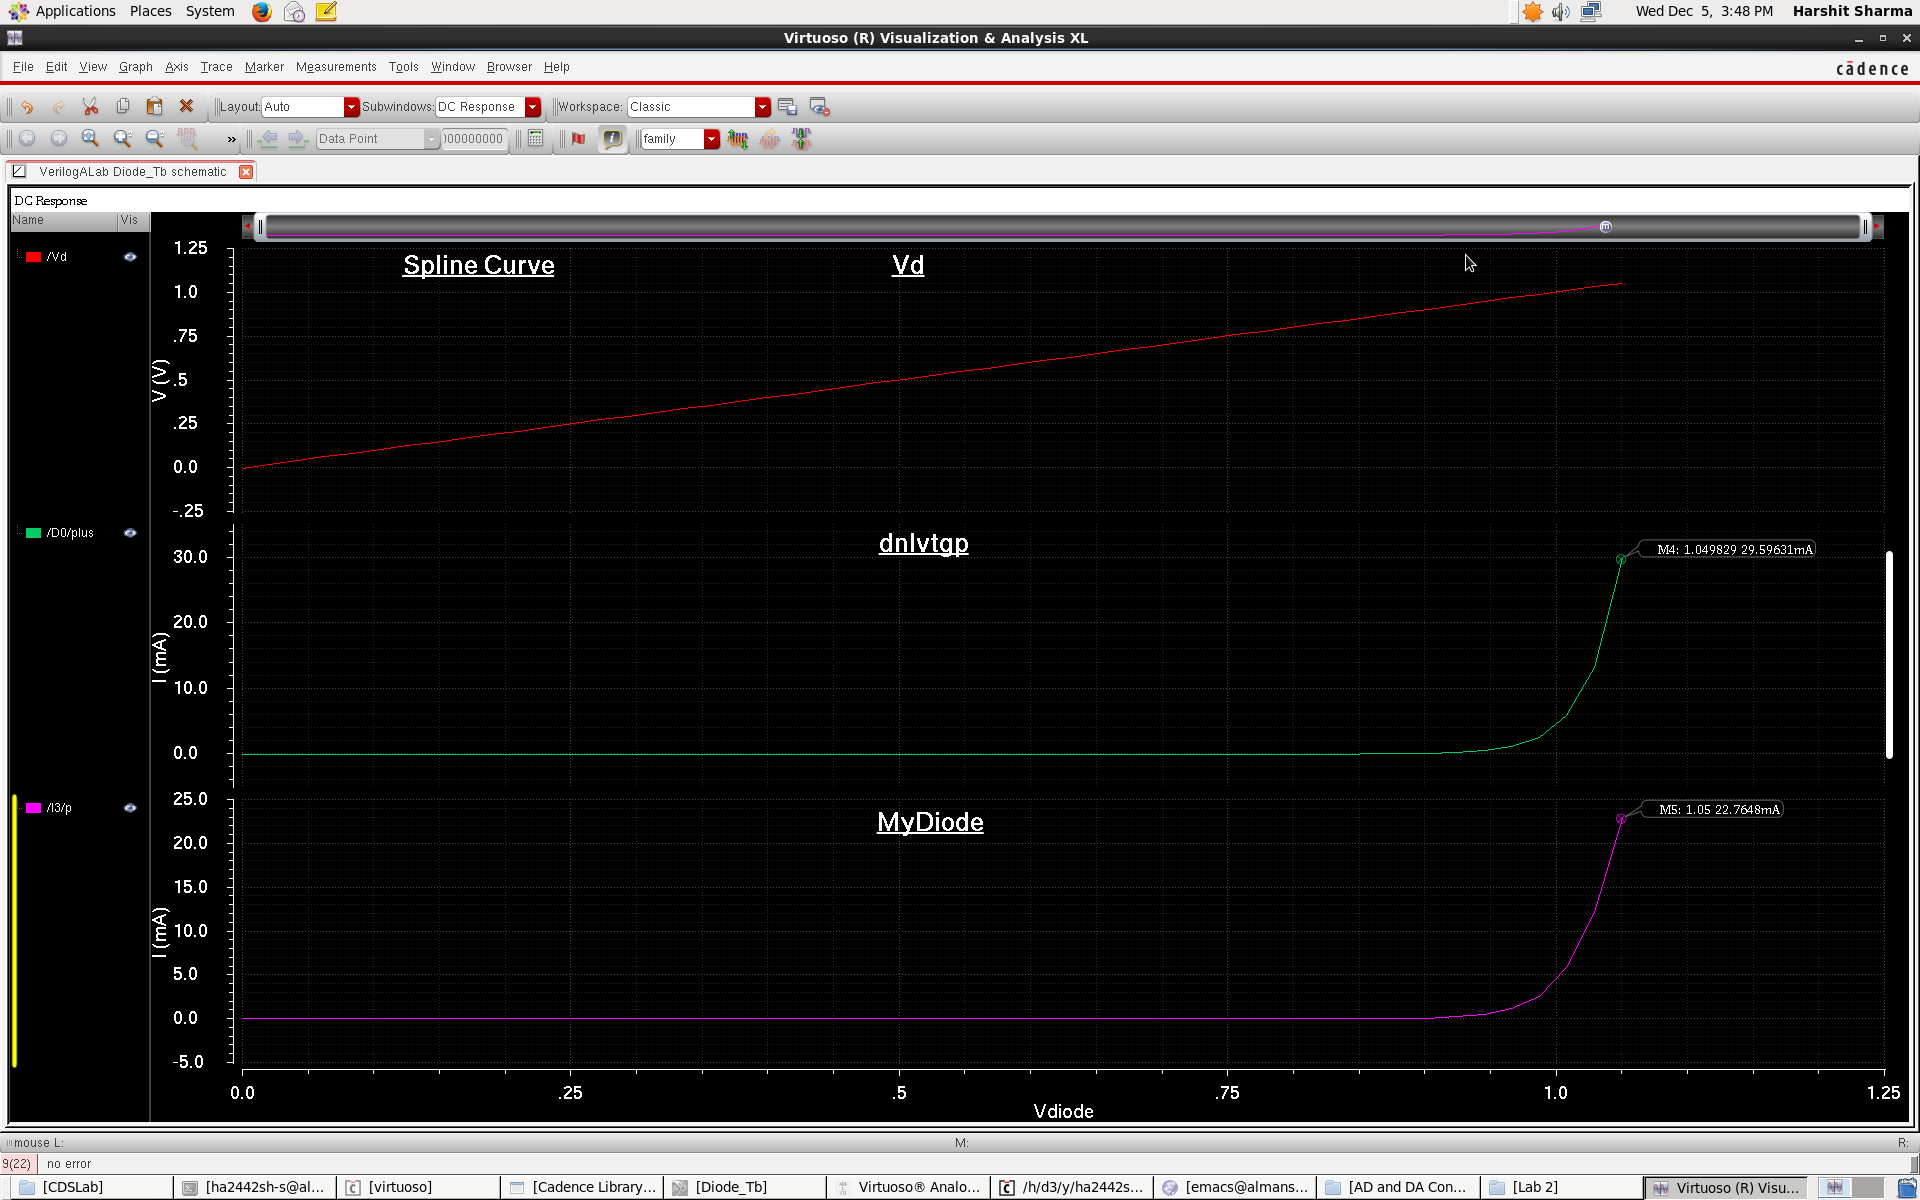 Applications Places System Wed Dec 5, 3:48 PM Harshit Sharma
Virtuoso (R) Visualization & Analysis XL
File Edit View Graph Axis Trace Marker Measurements Tools Window Browser Help cādence
Layout: Auto Subwindows: DC Response Workspace: Classic
» Data Point )00000000 family
VerilogALab Diode_Tb schematic
DC Response
Name Vis
/Vd
/D0/plus
/I3/p
Spline Curve Vd
1.25
1.0
.75
.5
.25
0.0
-.25
V (V)
dnlvtgp
M4: 1.049829 29.59631mA
30.0
20.0
10.0
0.0
I (mA)
MyDiode
M5: 1.05 22.7648mA
25.0
20.0
15.0
10.0
5.0
0.0
-5.0
I (mA)
0.0 .25 .5 .75 1.0 1.25
Vdiode
mouse L: M: R:
9(22) no error
[CDSLab] [ha2442sh-s@al... [virtuoso] [Cadence Library... [Diode_Tb] Virtuoso® Analo... /h/d3/y/ha2442s... [emacs@almans... [AD and DA Con... [Lab 2] Virtuoso (R) Visu...